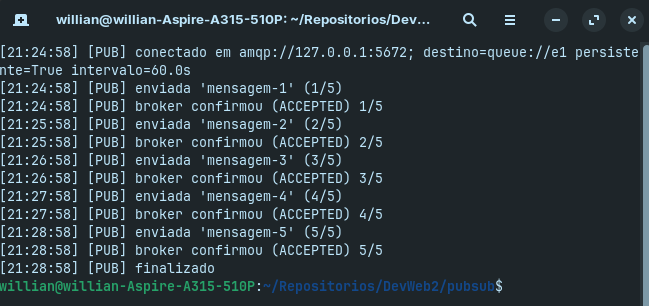 willian@willian-Aspire-A315-510P: ~/Repositorios/Dev...
[21:24:58] [PUB] conectado em amqp://127.0.0.1:5672; destino=queue://e1 persiste
nte=True intervalo=60.0s
[21:24:58] [PUB] enviada 'mensagem-1' (1/5)
[21:24:58] [PUB] broker confirmou (ACCEPTED) 1/5
[21:25:58] [PUB] enviada 'mensagem-2' (2/5)
[21:25:58] [PUB] broker confirmou (ACCEPTED) 2/5
[21:26:58] [PUB] enviada 'mensagem-3' (3/5)
[21:26:58] [PUB] broker confirmou (ACCEPTED) 3/5
[21:27:58] [PUB] enviada 'mensagem-4' (4/5)
[21:27:58] [PUB] broker confirmou (ACCEPTED) 4/5
[21:28:58] [PUB] enviada 'mensagem-5' (5/5)
[21:28:58] [PUB] broker confirmou (ACCEPTED) 5/5
[21:28:58] [PUB] finalizado
willian@willian-Aspire-A315-510P:~/Repositorios/DevWeb2/pubsub$